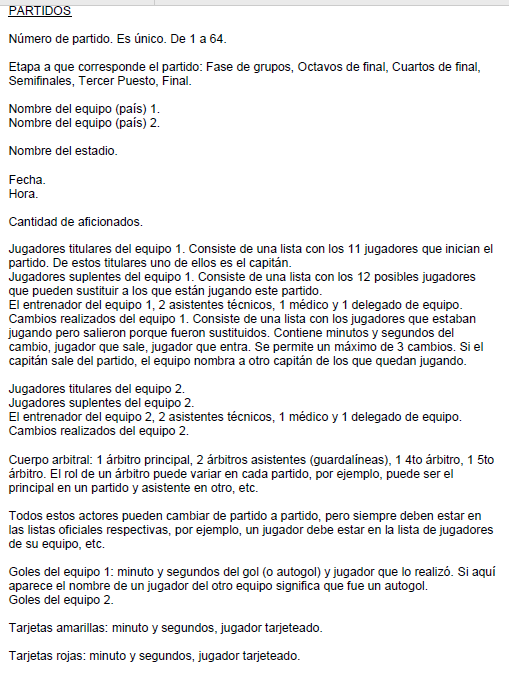 PARTIDOS
Número de partido. Es único. De 1 a 64.
Etapa a que corresponde el partido: Fase de grupos, Octavos de final, Cuartos de final,
Semifinales, Tercer Puesto, Final.
Nombre del equipo (país) 1.
Nombre del equipo (país) 2.
Nombre del estadio.
Fecha.
Hora.
Cantidad de aficionados.
Jugadores titulares del equipo 1. Consiste de una lista con los 11 jugadores que inician el
partido. De estos titulares uno de ellos es el capitán.
Jugadores suplentes del equipo 1. Consiste de una lista con los 12 posibles jugadores
que pueden sustituir a los que están jugando este partido.
El entrenador del equipo 1, 2 asistentes técnicos, 1 médico y 1 delegado de equipo.
Cambios realizados del equipo 1. Consiste de una lista con los jugadores que estaban
jugando pero salieron porque fueron sustituidos. Contiene minutos y segundos del
cambio, jugador que sale, jugador que entra. Se permite un máximo de 3 cambios. Si el
capitán sale del partido, el equipo nombra a otro capitán de los que quedan jugando.
Jugadores titulares del equipo 2.
Jugadores suplentes del equipo 2.
El entrenador del equipo 2, 2 asistentes técnicos, 1 médico y 1 delegado de equipo.
Cambios realizados del equipo 2.
Cuerpo arbitral: 1 árbitro principal, 2 árbitros asistentes (guardalíneas), 1 4to árbitro, 1 5to
árbitro. El rol de un árbitro puede variar en cada partido, por ejemplo, puede ser el
principal en un partido y asistente en otro, etc.
Todos estos actores pueden cambiar de partido a partido, pero siempre deben estar en
las listas oficiales respectivas, por ejemplo, un jugador debe estar en la lista de jugadores
de su equipo, etc.
Goles del equipo 1: minuto y segundos del gol (o autogol) y jugador que lo realizó. Si aquí
aparece el nombre de un jugador del otro equipo significa que fue un autogol.
Goles del equipo 2.
Tarjetas amarillas: minuto y segundos, jugador tarjeteado.
Tarjetas rojas: minuto y segundos, jugador tarjeteado.